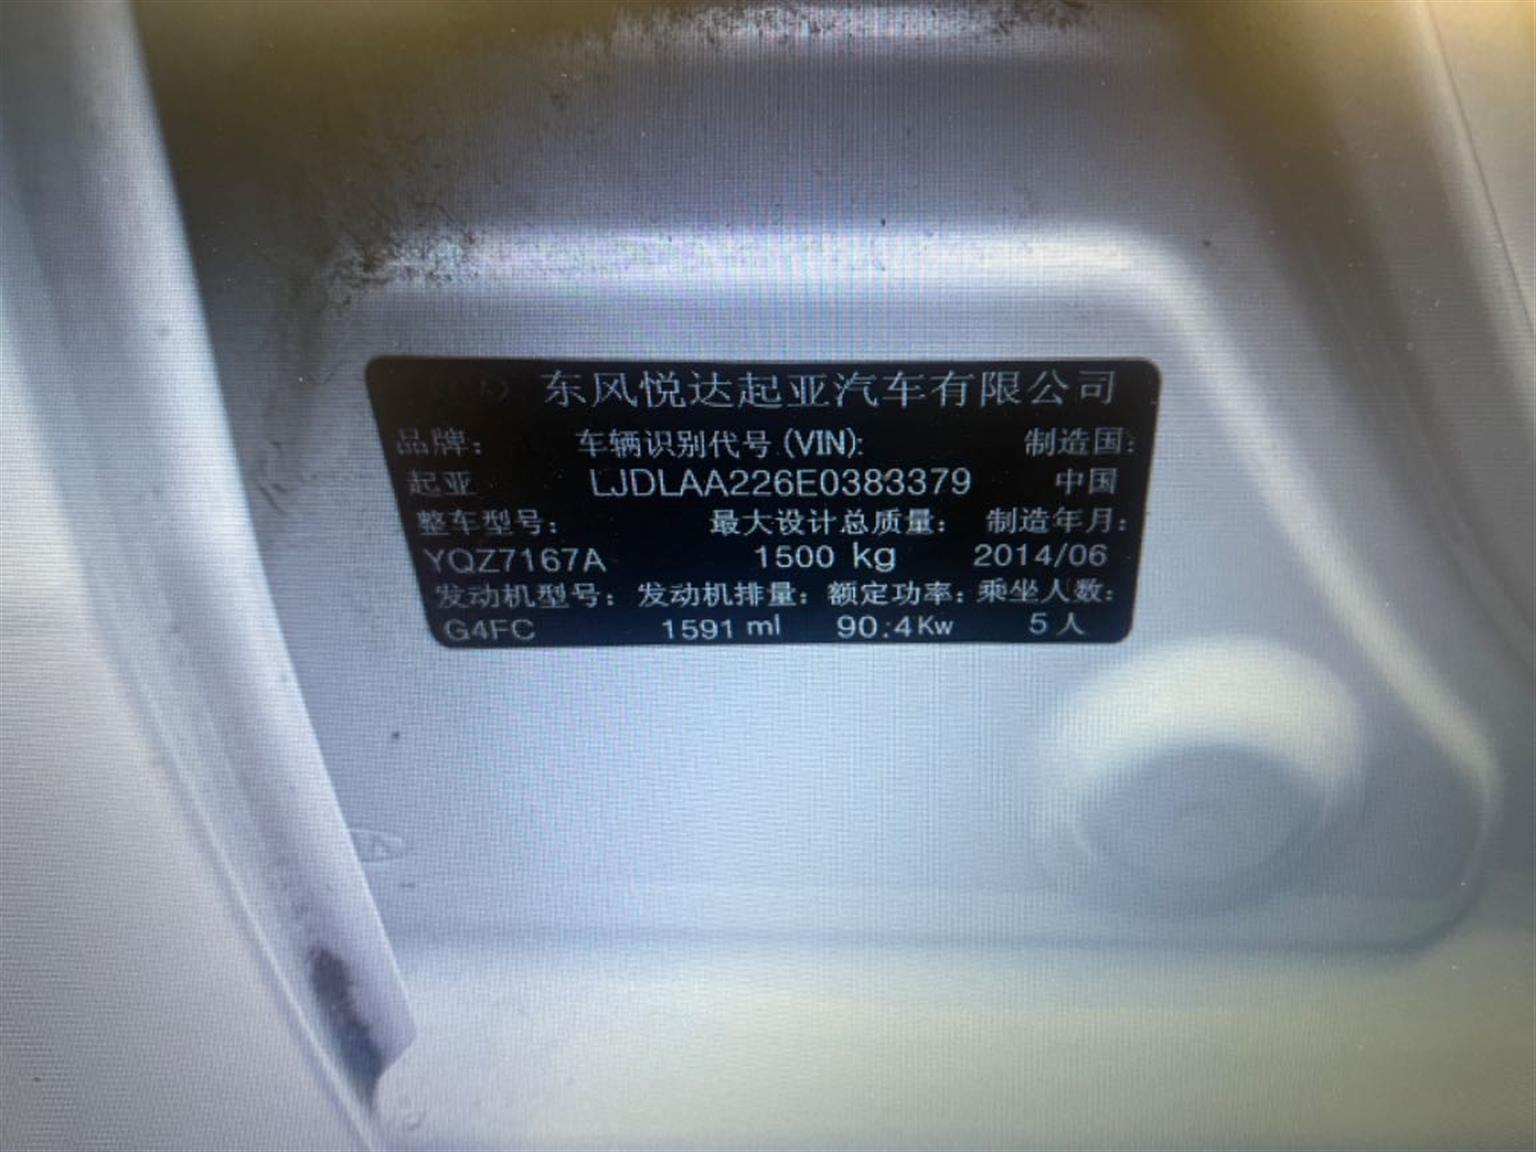 东风悦达起亚汽车有限公司
品牌: 车辆识别代号(VIN): 制造国:
起亚 LJDLAA226E0383379 中国
整车型号: 最大设计总质量: 制造年月:
YQZ7167A 1500 kg 2014/06
发动机型号: 发动机排量: 额定功率: 乘坐人数:
G4FC 1591 ml 90.4Kw 5人